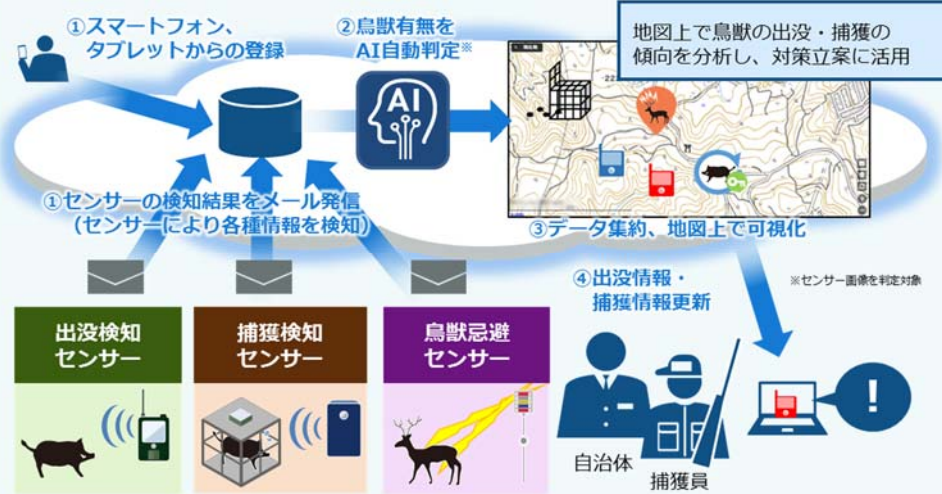 ①スマートフォン、
タブレットからの登録
②鳥獣有無を
AI自動判定※
地図上で鳥獣の出没・捕獲の
傾向を分析し、対策立案に活用
AI
①センサーの検知結果をメール発信
（センサーにより各種情報を検知）
③データ集約、地図上で可視化
④出没情報・
捕獲情報更新
※センサー画像を判定対象
出没検知
センサー
捕獲検知
センサー
鳥獣忌避
センサー
自治体
捕獲員
!